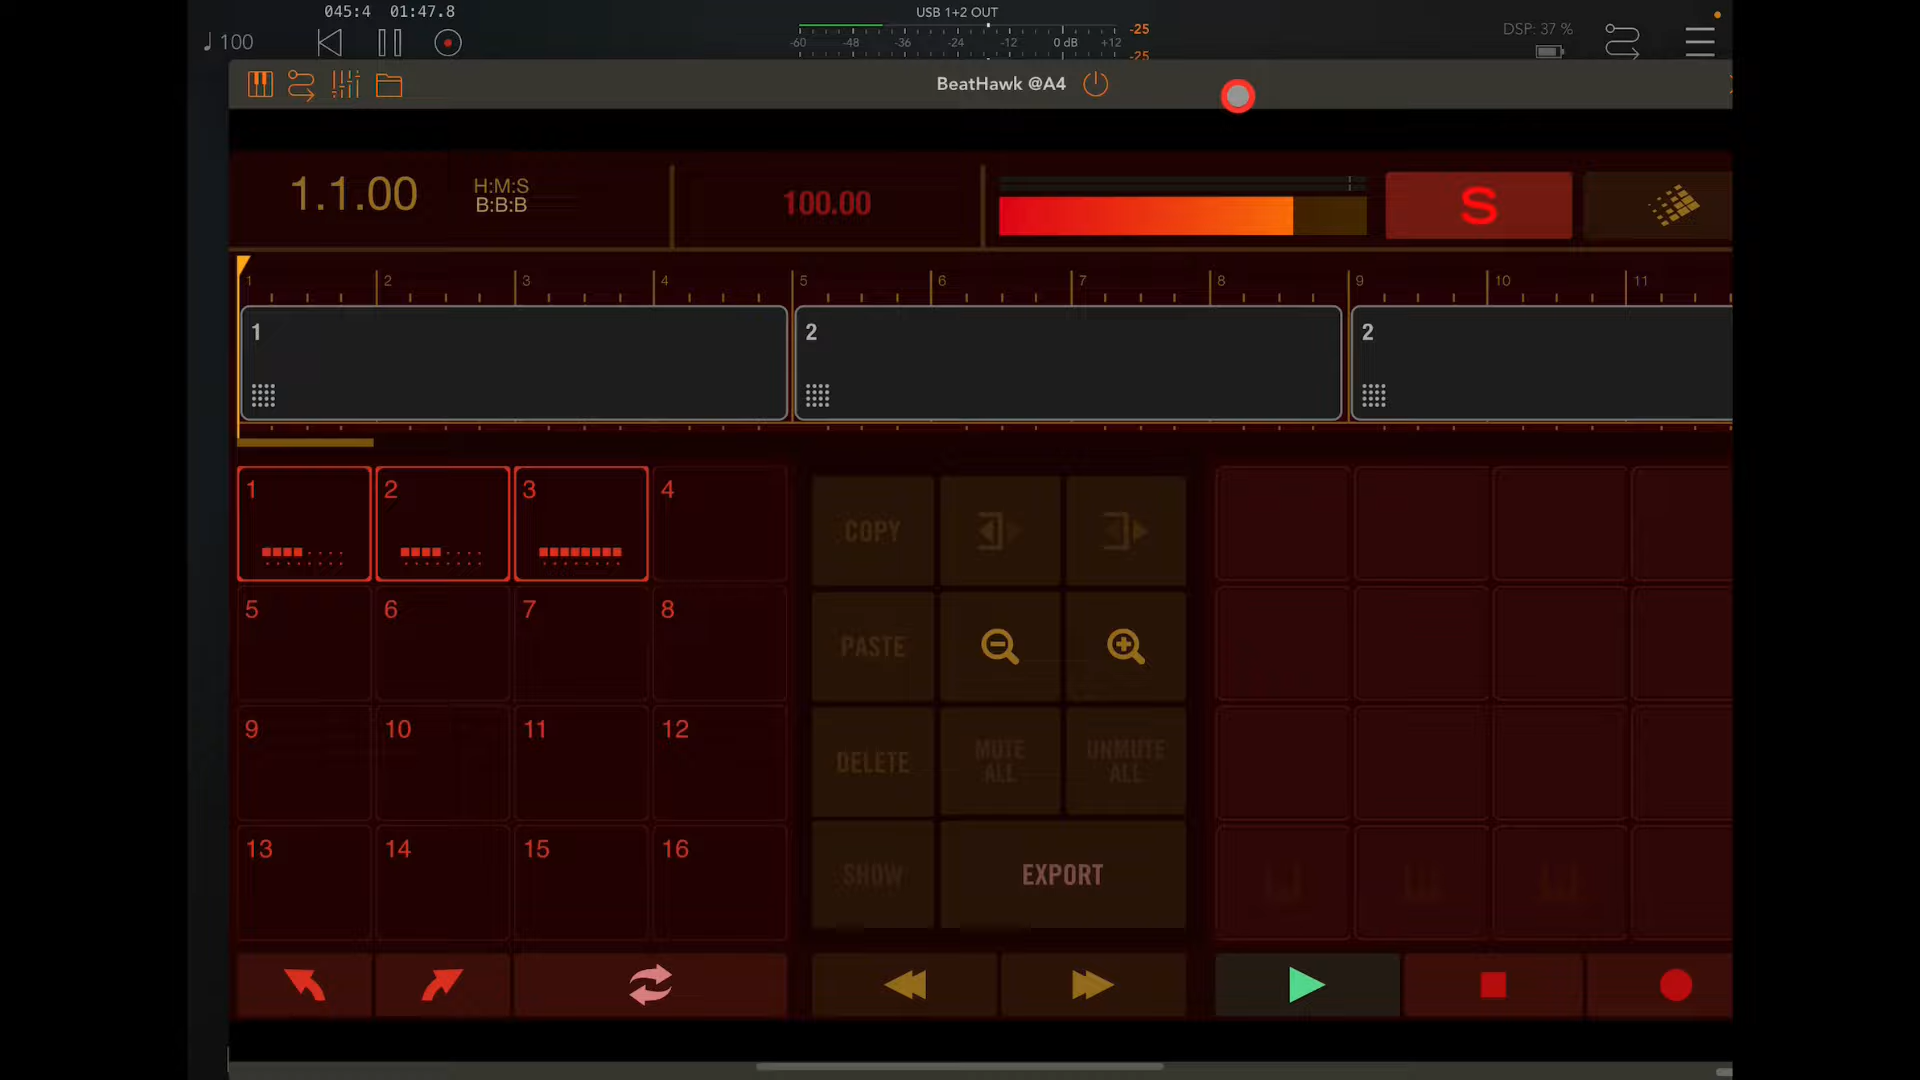 045:4 01:47.8
USB 1+2 OUT
♩ 100
-60 -48 -36 -24 -12 0 dB +12
-25
-25
DSP: 37 %
BeatHawk @A4
1.1.00
H:M:S
B:B:B
100.00
S
1 2 3 4 5 6 7 8 9 10 11
1 2 2
1 2 3 4
COPY
5 6 7 8
PASTE
9 10 11 12
DELETE
MUTE ALL
UNMUTE ALL
13 14 15 16
SHOW
EXPORT